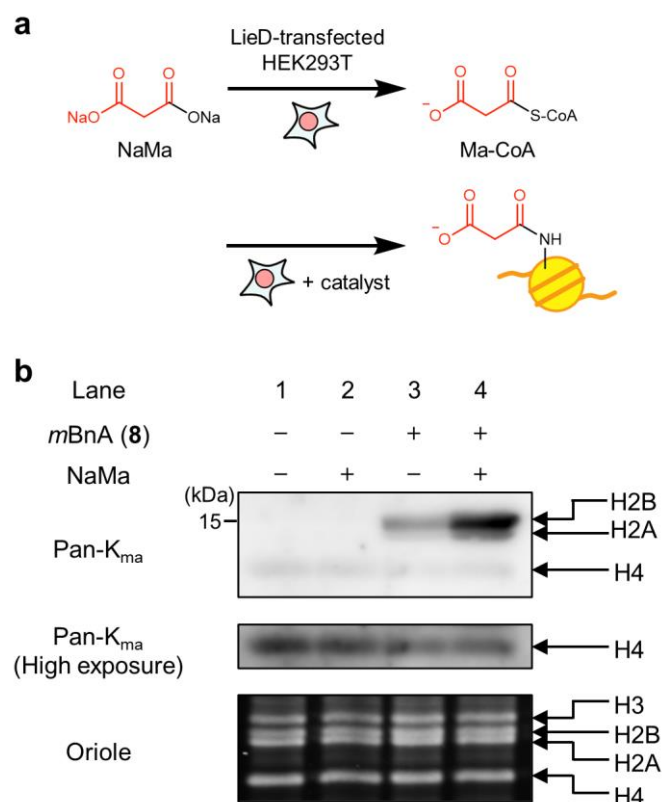 a
LieD-transfected
HEK293T
O O
NaO ONa
NaMa
O O
⁻O S-CoA
Ma-CoA
+ catalyst
O O
⁻O NH
b
Lane 1 2 3 4
mBnA (8) – – + +
NaMa – + – +
(kDa)
15
Pan-Kma
H2B
H2A
H4
Pan-Kma
(High exposure)
H4
Oriole
H3
H2B
H2A
H4